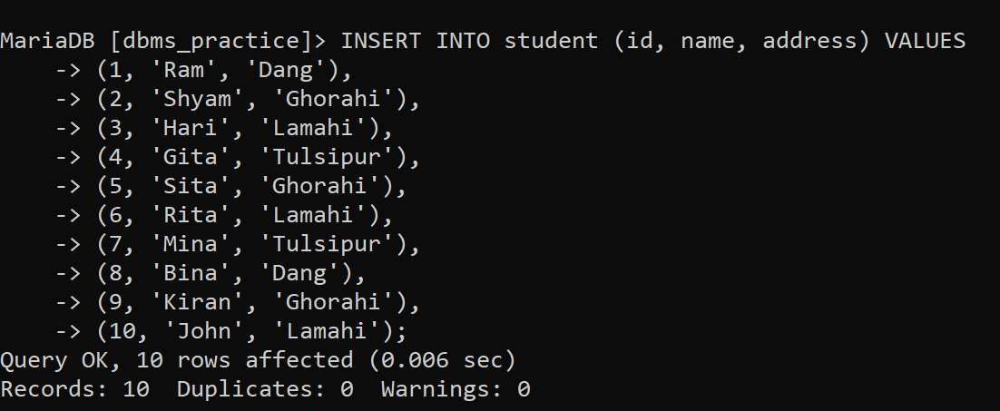 MariaDB [dbms_practice]> INSERT INTO student (id, name, address) VALUES
    -> (1, 'Ram', 'Dang'),
    -> (2, 'Shyam', 'Ghorahi'),
    -> (3, 'Hari', 'Lamahi'),
    -> (4, 'Gita', 'Tulsipur'),
    -> (5, 'Sita', 'Ghorahi'),
    -> (6, 'Rita', 'Lamahi'),
    -> (7, 'Mina', 'Tulsipur'),
    -> (8, 'Bina', 'Dang'),
    -> (9, 'Kiran', 'Ghorahi'),
    -> (10, 'John', 'Lamahi');
Query OK, 10 rows affected (0.006 sec)
Records: 10  Duplicates: 0  Warnings: 0